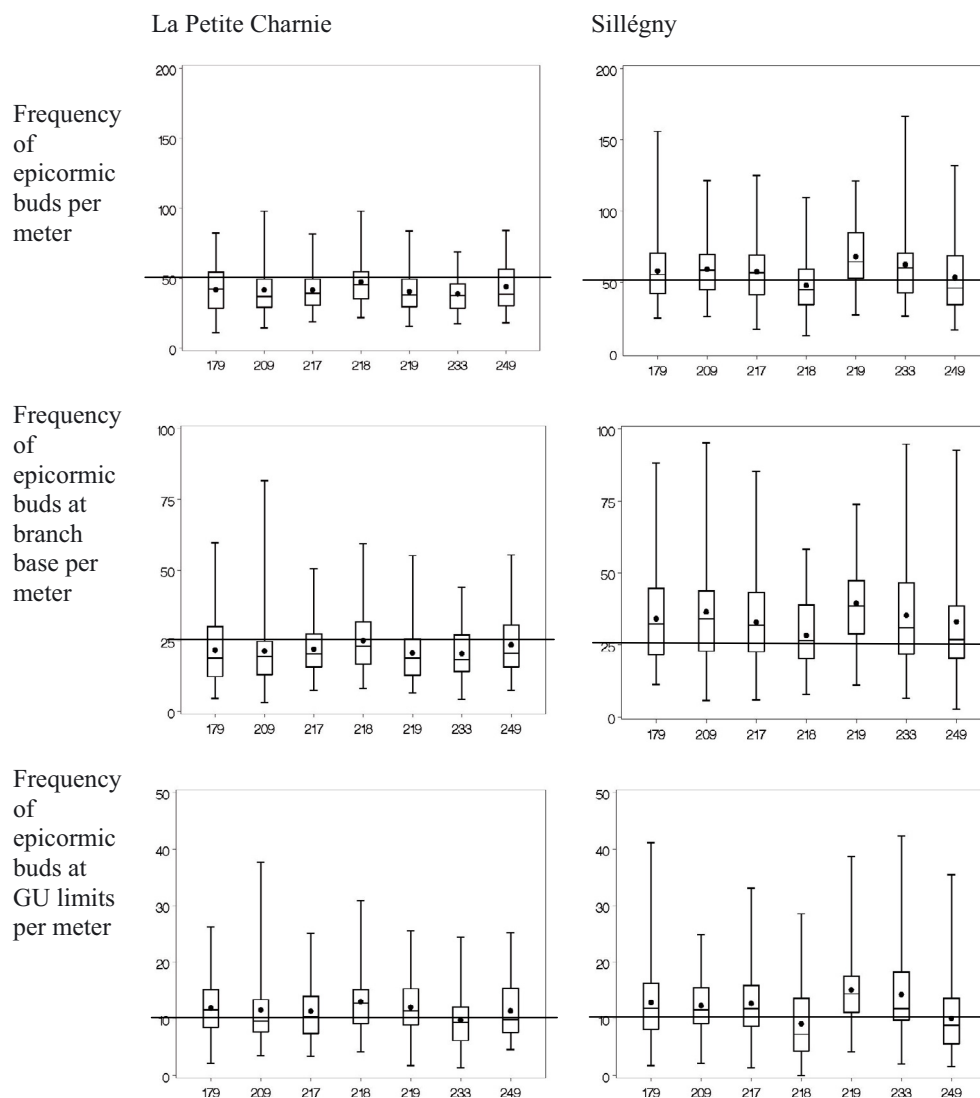 La Petite Charnie
Sillégny
Frequency
of
epicormic
buds per
meter
200
150
100
50
0
179 209 217 218 219 233 249
200
150
100
50
0
179 209 217 218 219 233 249
Frequency
of
epicormic
buds at
branch
base per
meter
100
75
50
25
0
179 209 217 218 219 233 249
100
75
50
25
0
179 209 217 218 219 233 249
Frequency
of
epicormic
buds at
GU limits
per meter
50
40
30
20
10
0
179 209 217 218 219 233 249
50
40
30
20
10
0
179 209 217 218 219 233 249